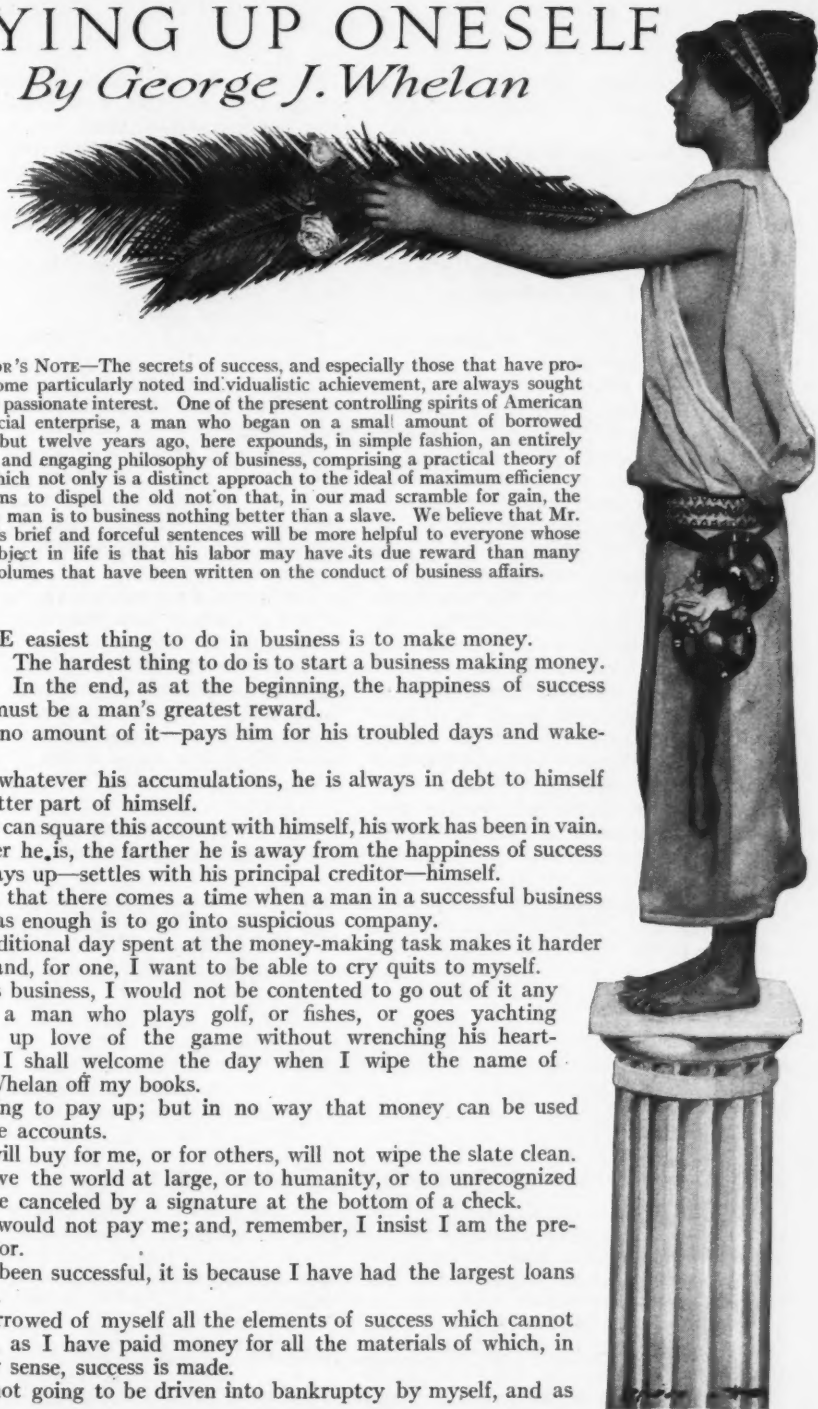 YING UP ONESELF
By George J. Whelan
OR'S NOTE—The secrets of success, and especially those that have pro-
ome particularly noted individualistic achievement, are always sought
passionate interest. One of the present controlling spirits of American
cial enterprise, a man who began on a small amount of borrowed
but twelve years ago, here expounds, in simple fashion, an entirely
and engaging philosophy of business, comprising a practical theory of
hich not only is a distinct approach to the ideal of maximum efficiency
ns to dispel the old not on that, in our mad scramble for gain, the
man is to business nothing better than a slave. We believe that Mr.
s brief and forceful sentences will be more helpful to everyone whose
bject in life is that his labor may have its due reward than many
olumes that have been written on the conduct of business affairs.
E easiest thing to do in business is to make money.
The hardest thing to do is to start a business making money.
In the end, as at the beginning, the happiness of success
must be a man's greatest reward.
no amount of it—pays him for his troubled days and wake-
whatever his accumulations, he is always in debt to himself
tter part of himself.
can square this account with himself, his work has been in vain.
er he is, the farther he is away from the happiness of success
ays up—settles with his principal creditor—himself.
that there comes a time when a man in a successful business
as enough is to go into suspicious company.
ditional day spent at the money-making task makes it harder
and, for one, I want to be able to cry quits to myself.
s business, I would not be contented to go out of it any
a man who plays golf, or fishes, or goes yachting
up love of the game without wrenching his heart-
I shall welcome the day when I wipe the name of
Whelan off my books.
ng to pay up; but in no way that money can be used
e accounts.
vill buy for me, or for others, will not wipe the slate clean.
ve the world at large, or to humanity, or to unrecognized
e canceled by a signature at the bottom of a check.
would not pay me; and, remember, I insist I am the pre-
or.
been successful, it is because I have had the largest loans
rrowed of myself all the elements of success which cannot
as I have paid money for all the materials of which, in
sense, success is made.
not going to be driven into bankruptcy by myself, and as